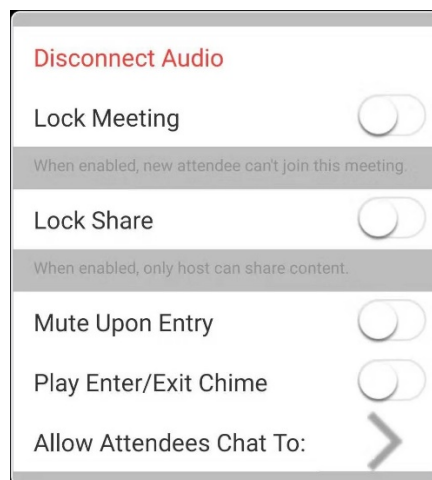 Disconnect Audio
Lock Meeting
When enabled, new attendee can't join this meeting.
Lock Share
When enabled, only host can share content.
Mute Upon Entry
Play Enter/Exit Chime
Allow Attendees Chat To: